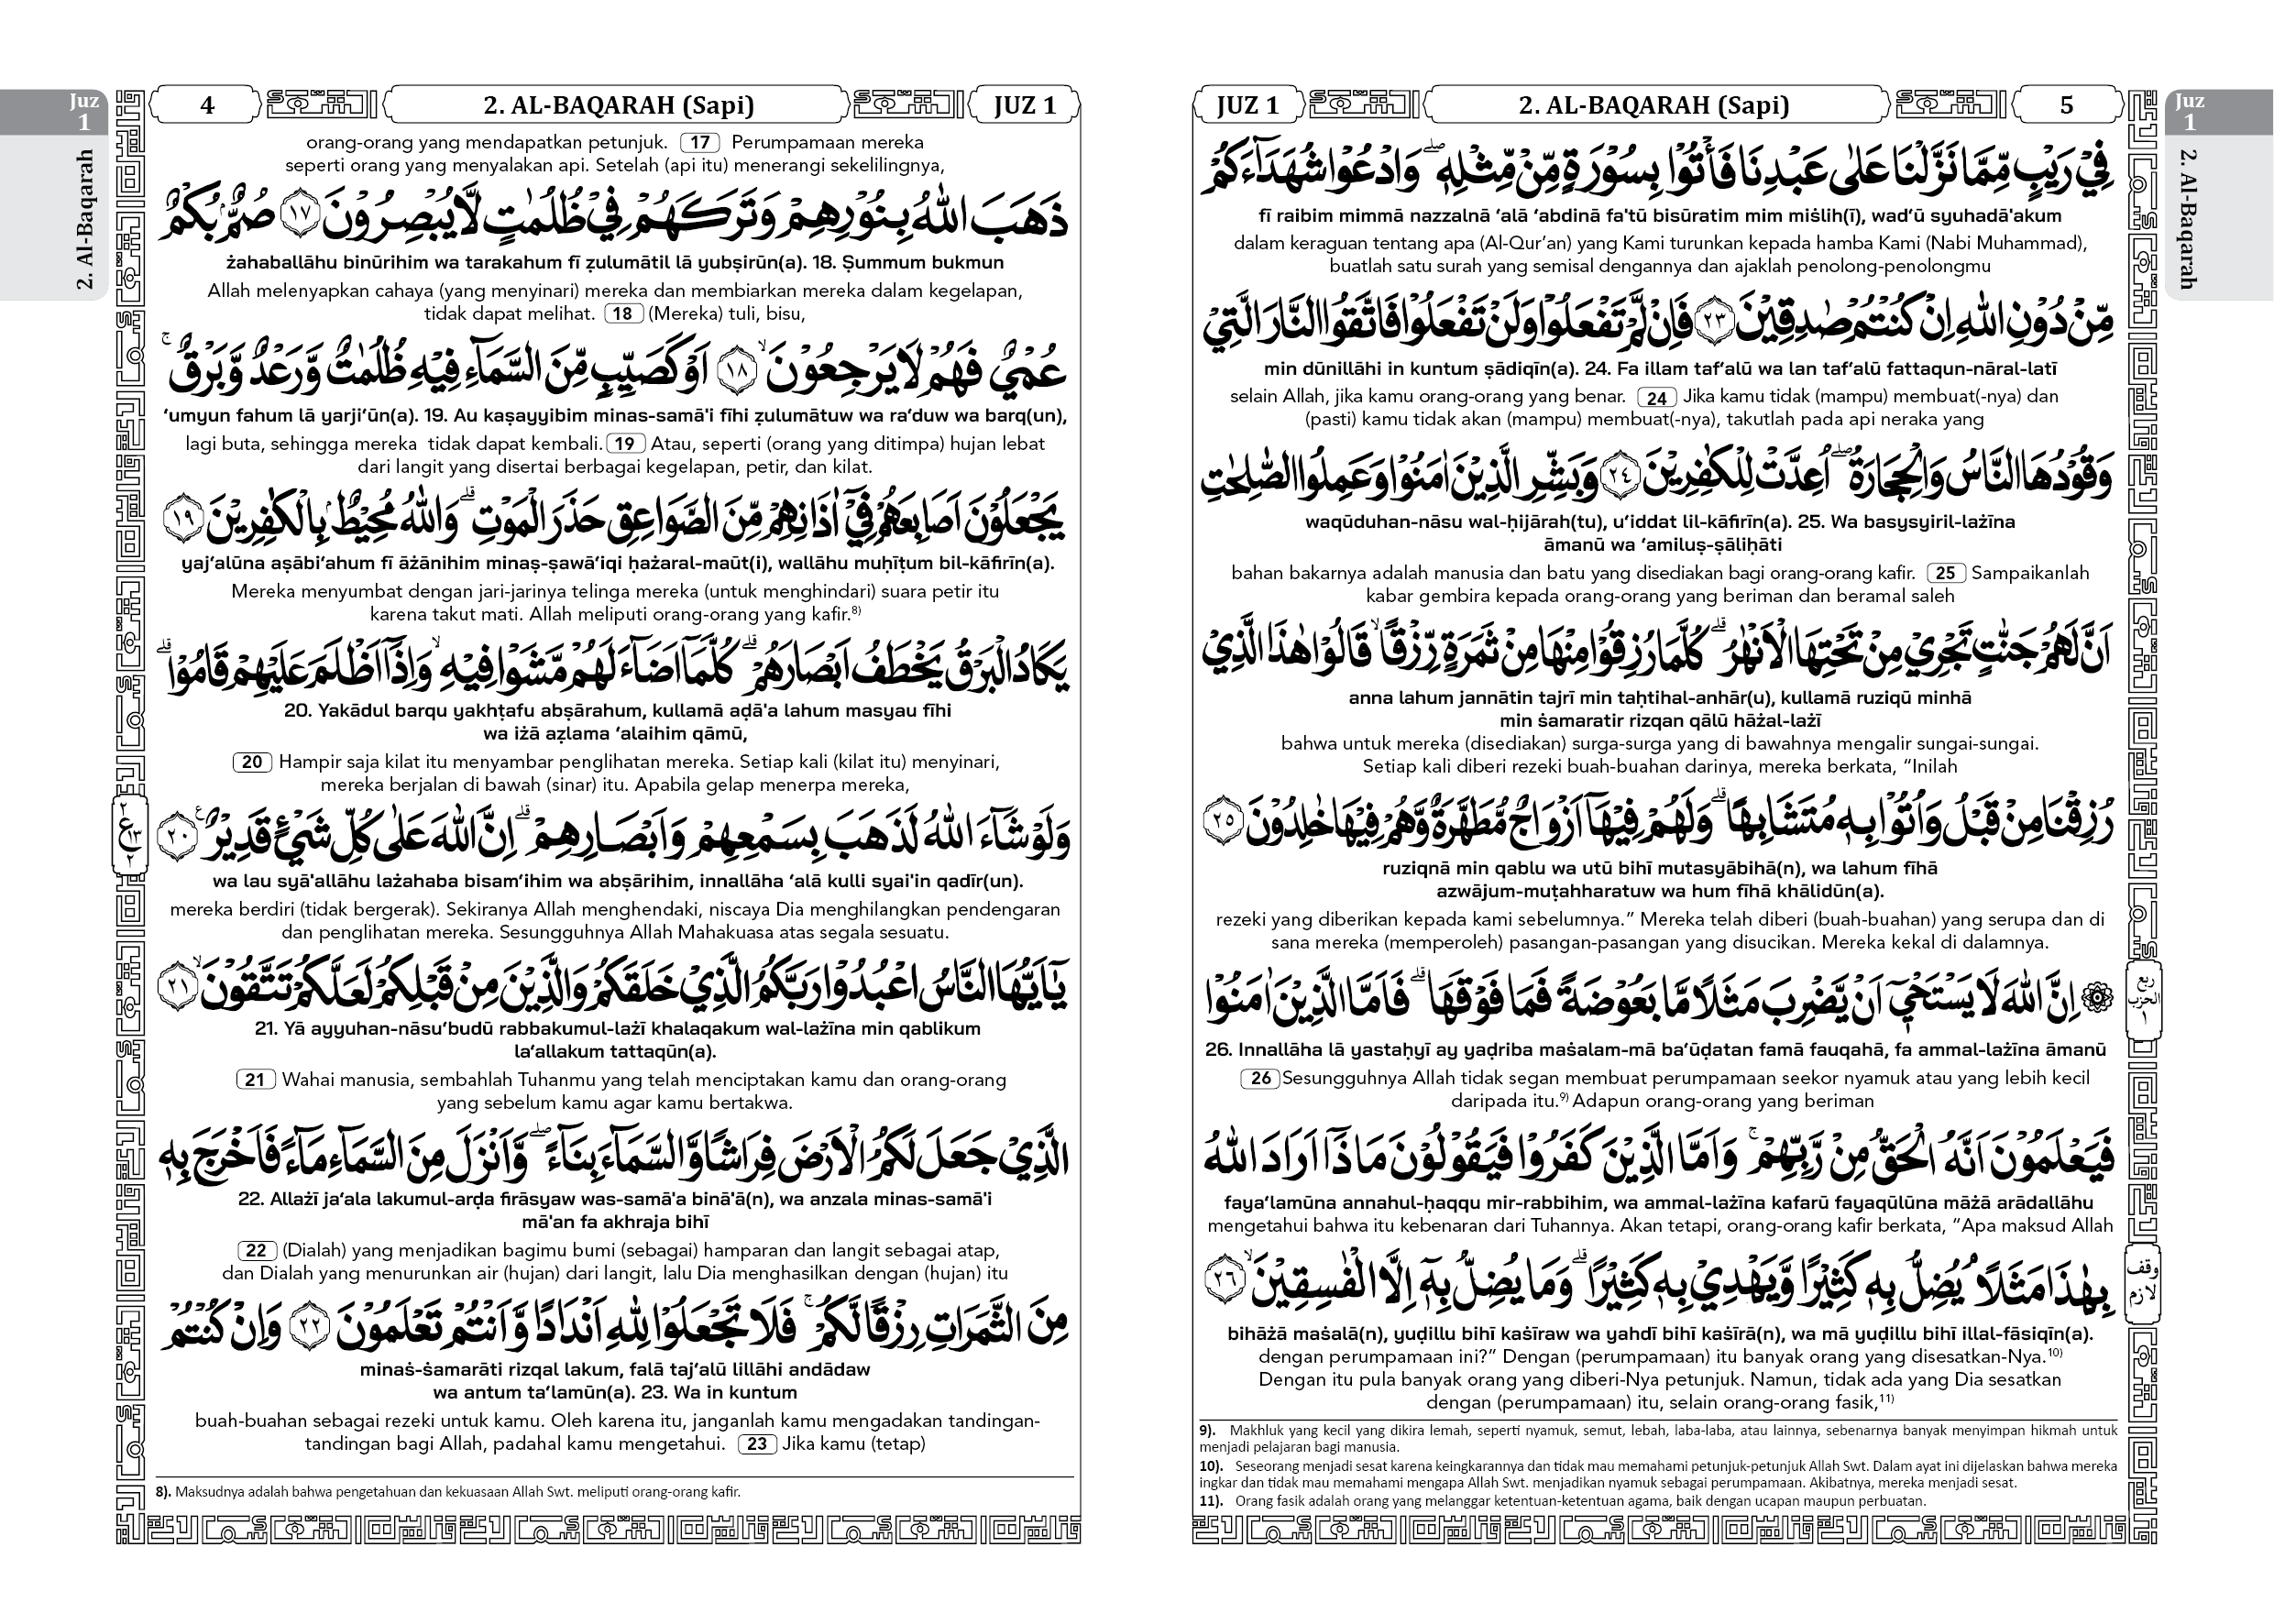 Juz
1
2. Al-Baqarah
4
2. AL-BAQARAH (Sapi)
JUZ 1
orang-orang yang mendapatkan petunjuk. 17 Perumpamaan mereka
seperti orang yang menyalakan api. Setelah (api itu) menerangi sekelilingnya,
ذَهَبَ اللّٰهُ بِنُوْرِهِمْ وَتَرَكَهُمْ فِيْ ظُلُمٰتٍ لَّا يُبْصِرُوْنَ ١٧ صُمٌّۢ بُكْمٌ
żahaballāhu binūrihim wa tarakahum fī ẓulumātil lā yubṣirūn(a). 18. Ṣummum bukmun
Allah melenyapkan cahaya (yang menyinari) mereka dan membiarkan mereka dalam kegelapan,
tidak dapat melihat. 18 (Mereka) tuli, bisu,
عُمْيٌ فَهُمْ لَا يَرْجِعُوْنَۙ ١٨ اَوْ كَصَيِّبٍ مِّنَ السَّمَاۤءِ فِيْهِ ظُلُمٰتٌ وَّرَعْدٌ وَّبَرْقٌۚ
‘umyun fahum lā yarji‘ūn(a). 19. Au kaṣayyibim minas-samā'i fīhi ẓulumātuw wa ra‘duw wa barq(un),
lagi buta, sehingga mereka tidak dapat kembali. 19 Atau, seperti (orang yang ditimpa) hujan lebat
dari langit yang disertai berbagai kegelapan, petir, dan kilat.
يَجْعَلُوْنَ اَصَابِعَهُمْ فِيْٓ اٰذَانِهِمْ مِّنَ الصَّوَاعِقِ حَذَرَ الْمَوْتِۗ وَاللّٰهُ مُحِيْطٌۢ بِالْكٰفِرِيْنَ ١٩
yaj‘alūna aṣābi‘ahum fī āżānihim minaṣ-ṣawā‘iqi ḥażaral-maūt(i), wallāhu muḥīṭum bil-kāfirīn(a).
Mereka menyumbat dengan jari-jarinya telinga mereka (untuk menghindari) suara petir itu
karena takut mati. Allah meliputi orang-orang yang kafir.8)
يَكَادُ الْبَرْقُ يَخْطَفُ اَبْصَارَهُمْۗ كُلَّمَآ اَضَاۤءَ لَهُمْ مَّشَوْا فِيْهِۙ وَاِذَآ اَظْلَمَ عَلَيْهِمْ قَامُوْاۗ
20. Yakādul barqu yakhṭafu abṣārahum, kullamā aḍā'a lahum masyau fīhi
wa iżā aẓlama ‘alaihim qāmū,
20 Hampir saja kilat itu menyambar penglihatan mereka. Setiap kali (kilat itu) menyinari,
mereka berjalan di bawah (sinar) itu. Apabila gelap menerpa mereka,
٢
ع
١٣
٢
وَلَوْ شَاۤءَ اللّٰهُ لَذَهَبَ بِسَمْعِهِمْ وَاَبْصَارِهِمْۗ اِنَّ اللّٰهَ عَلٰى كُلِّ شَيْءٍ قَدِيْرٌ ࣖ ٢٠
wa lau syā'allāhu lażahaba bisam‘ihim wa abṣārihim, innallāha ‘alā kulli syai'in qadīr(un).
mereka berdiri (tidak bergerak). Sekiranya Allah menghendaki, niscaya Dia menghilangkan pendengaran
dan penglihatan mereka. Sesungguhnya Allah Mahakuasa atas segala sesuatu.
يٰٓاَيُّهَا النَّاسُ اعْبُدُوْا رَبَّكُمُ الَّذِيْ خَلَقَكُمْ وَالَّذِيْنَ مِنْ قَبْلِكُمْ لَعَلَّكُمْ تَتَّقُوْنَۙ ٢١
21. Yā ayyuhan-nāsu‘budū rabbakumul-lażī khalaqakum wal-lażīna min qablikum
la‘allakum tattaqūn(a).
21 Wahai manusia, sembahlah Tuhanmu yang telah menciptakan kamu dan orang-orang
yang sebelum kamu agar kamu bertakwa.
الَّذِيْ جَعَلَ لَكُمُ الْاَرْضَ فِرَاشًا وَّالسَّمَاۤءَ بِنَاۤءًۖ وَّاَنْزَلَ مِنَ السَّمَاۤءِ مَاۤءً فَاَخْرَجَ بِهٖ
22. Allażī ja‘ala lakumul-arḍa firāsyaw was-samā'a binā'ā(n), wa anzala minas-samā'i
mā'an fa akhraja bihī
22 (Dialah) yang menjadikan bagimu bumi (sebagai) hamparan dan langit sebagai atap,
dan Dialah yang menurunkan air (hujan) dari langit, lalu Dia menghasilkan dengan (hujan) itu
مِنَ الثَّمَرٰتِ رِزْقًا لَّكُمْۚ فَلَا تَجْعَلُوْا لِلّٰهِ اَنْدَادًا وَّاَنْتُمْ تَعْلَمُوْنَ ٢٢ وَاِنْ كُنْتُمْ
minaṡ-ṡamarāti rizqal lakum, falā taj‘alū lillāhi andādaw
wa antum ta‘lamūn(a). 23. Wa in kuntum
buah-buahan sebagai rezeki untuk kamu. Oleh karena itu, janganlah kamu mengadakan tandingan-
tandingan bagi Allah, padahal kamu mengetahui. 23 Jika kamu (tetap)
8). Maksudnya adalah bahwa pengetahuan dan kekuasaan Allah Swt. meliputi orang-orang kafir.
JUZ 1
2. AL-BAQARAH (Sapi)
5
Juz
1
2. Al-Baqarah
فِيْ رَيْبٍ مِّمَّا نَزَّلْنَا عَلٰى عَبْدِنَا فَأْتُوْا بِسُوْرَةٍ مِّنْ مِّثْلِهٖۖ وَادْعُوْا شُهَدَاۤءَكُمْ
fī raibim mimmā nazzalnā ‘alā ‘abdinā fa'tū bisūratim mim miṡlih(ī), wad‘ū syuhadā'akum
dalam keraguan tentang apa (Al-Qur’an) yang Kami turunkan kepada hamba Kami (Nabi Muhammad),
buatlah satu surah yang semisal dengannya dan ajaklah penolong-penolongmu
مِّنْ دُوْنِ اللّٰهِ اِنْ كُنْتُمْ صٰدِقِيْنَ ٢٣ فَاِنْ لَّمْ تَفْعَلُوْا وَلَنْ تَفْعَلُوْا فَاتَّقُوا النَّارَ الَّتِيْ
min dūnillāhi in kuntum ṣādiqīn(a). 24. Fa illam taf‘alū wa lan taf‘alū fattaqun-nāral-latī
selain Allah, jika kamu orang-orang yang benar. 24 Jika kamu tidak (mampu) membuat(-nya) dan
(pasti) kamu tidak akan (mampu) membuat(-nya), takutlah pada api neraka yang
وَقُوْدُهَا النَّاسُ وَالْحِجَارَةُۖ اُعِدَّتْ لِلْكٰفِرِيْنَ ٢٤ وَبَشِّرِ الَّذِيْنَ اٰمَنُوْا وَعَمِلُوا الصّٰلِحٰتِ
waqūduhan-nāsu wal-ḥijārah(tu), u‘iddat lil-kāfirīn(a). 25. Wa basysyiril-lażīna
āmanū wa ‘amiluṣ-ṣāliḥāti
bahan bakarnya adalah manusia dan batu yang disediakan bagi orang-orang kafir. 25 Sampaikanlah
kabar gembira kepada orang-orang yang beriman dan beramal saleh
اَنَّ لَهُمْ جَنّٰتٍ تَجْرِيْ مِنْ تَحْتِهَا الْاَنْهٰرُۗ كُلَّمَا رُزِقُوْا مِنْهَا مِنْ ثَمَرَةٍ رِّزْقًاۙ قَالُوْا هٰذَا الَّذِيْ
anna lahum jannātin tajrī min taḥtihal-anhār(u), kullamā ruziqū minhā
min ṡamaratir rizqan qālū hāżal-lażī
bahwa untuk mereka (disediakan) surga-surga yang di bawahnya mengalir sungai-sungai.
Setiap kali diberi rezeki buah-buahan darinya, mereka berkata, “Inilah
رُزِقْنَا مِنْ قَبْلُ وَاُتُوْا بِهٖ مُتَشَابِهًاۗ وَلَهُمْ فِيْهَآ اَزْوَاجٌ مُّطَهَّرَةٌ وَّهُمْ فِيْهَا خٰلِدُوْنَ ٢٥
ruziqnā min qablu wa utū bihī mutasyābihā(n), wa lahum fīhā
azwājum-muṭahharatuw wa hum fīhā khālidūn(a).
rezeki yang diberikan kepada kami sebelumnya.” Mereka telah diberi (buah-buahan) yang serupa dan di
sana mereka (memperoleh) pasangan-pasangan yang disucikan. Mereka kekal di dalamnya.
ربع
الحزب
١
۞ اِنَّ اللّٰهَ لَا يَسْتَحْيٖٓ اَنْ يَّضْرِبَ مَثَلًا مَّا بَعُوْضَةً فَمَا فَوْقَهَاۗ فَاَمَّا الَّذِيْنَ اٰمَنُوْا
26. Innallāha lā yastaḥyī ay yaḍriba maṡalam-mā ba‘ūḍatan famā fauqahā, fa ammal-lażīna āmanū
26 Sesungguhnya Allah tidak segan membuat perumpamaan seekor nyamuk atau yang lebih kecil
daripada itu.9) Adapun orang-orang yang beriman
فَيَعْلَمُوْنَ اَنَّهُ الْحَقُّ مِنْ رَّبِّهِمْۚ وَاَمَّا الَّذِيْنَ كَفَرُوْا فَيَقُوْلُوْنَ مَاذَآ اَرَادَ اللّٰهُ
faya‘lamūna annahul-ḥaqqu mir-rabbihim, wa ammal-lażīna kafarū fayaqūlūna māżā arādallāhu
mengetahui bahwa itu kebenaran dari Tuhannya. Akan tetapi, orang-orang kafir berkata, “Apa maksud Allah
وقف
لازم
بِهٰذَا مَثَلًاۘ يُضِلُّ بِهٖ كَثِيْرًا وَّيَهْدِيْ بِهٖ كَثِيْرًاۗ وَمَا يُضِلُّ بِهٖٓ اِلَّا الْفٰسِقِيْنَۙ ٢٦
bihāżā maṡalā(n), yuḍillu bihī kaṡīraw wa yahdī bihī kaṡīrā(n), wa mā yuḍillu bihī illal-fāsiqīn(a).
dengan perumpamaan ini?” Dengan (perumpamaan) itu banyak orang yang disesatkan-Nya.10)
Dengan itu pula banyak orang yang diberi-Nya petunjuk. Namun, tidak ada yang Dia sesatkan
dengan (perumpamaan) itu, selain orang-orang fasik,11)
9). Makhluk yang kecil yang dikira lemah, seperti nyamuk, semut, lebah, laba-laba, atau lainnya, sebenarnya banyak menyimpan hikmah untuk
menjadi pelajaran bagi manusia.
10). Seseorang menjadi sesat karena keingkarannya dan tidak mau memahami petunjuk-petunjuk Allah Swt. Dalam ayat ini dijelaskan bahwa mereka
ingkar dan tidak mau memahami mengapa Allah Swt. menjadikan nyamuk sebagai perumpamaan. Akibatnya, mereka menjadi sesat.
11). Orang fasik adalah orang yang melanggar ketentuan-ketentuan agama, baik dengan ucapan maupun perbuatan.